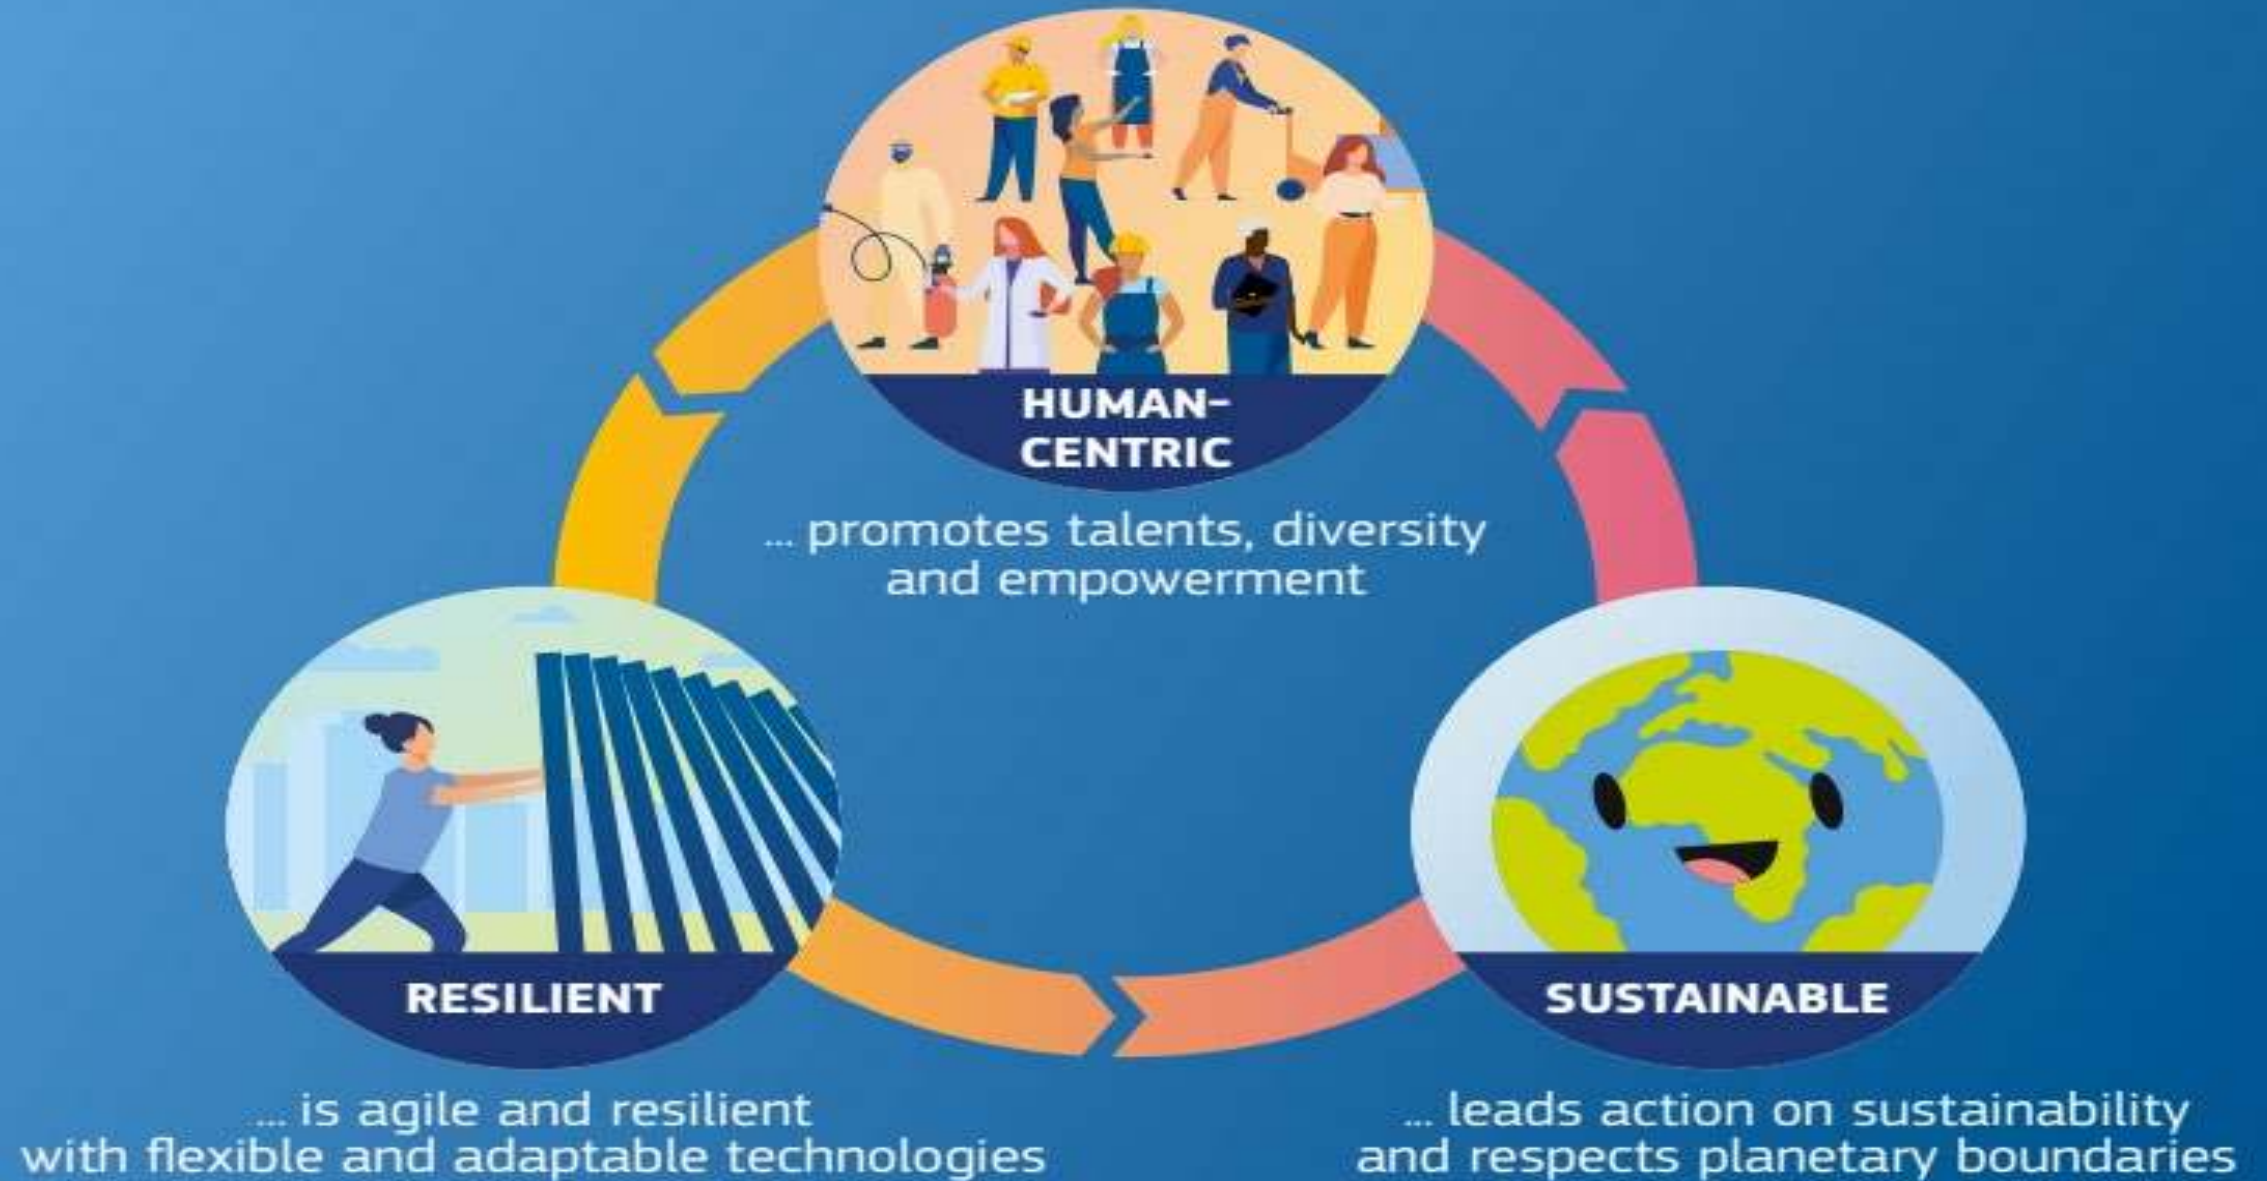 HUMAN-
CENTRIC
... promotes talents, diversity
and empowerment
RESILIENT
... is agile and resilient
with flexible and adaptable technologies
SUSTAINABLE
... leads action on sustainability
and respects planetary boundaries